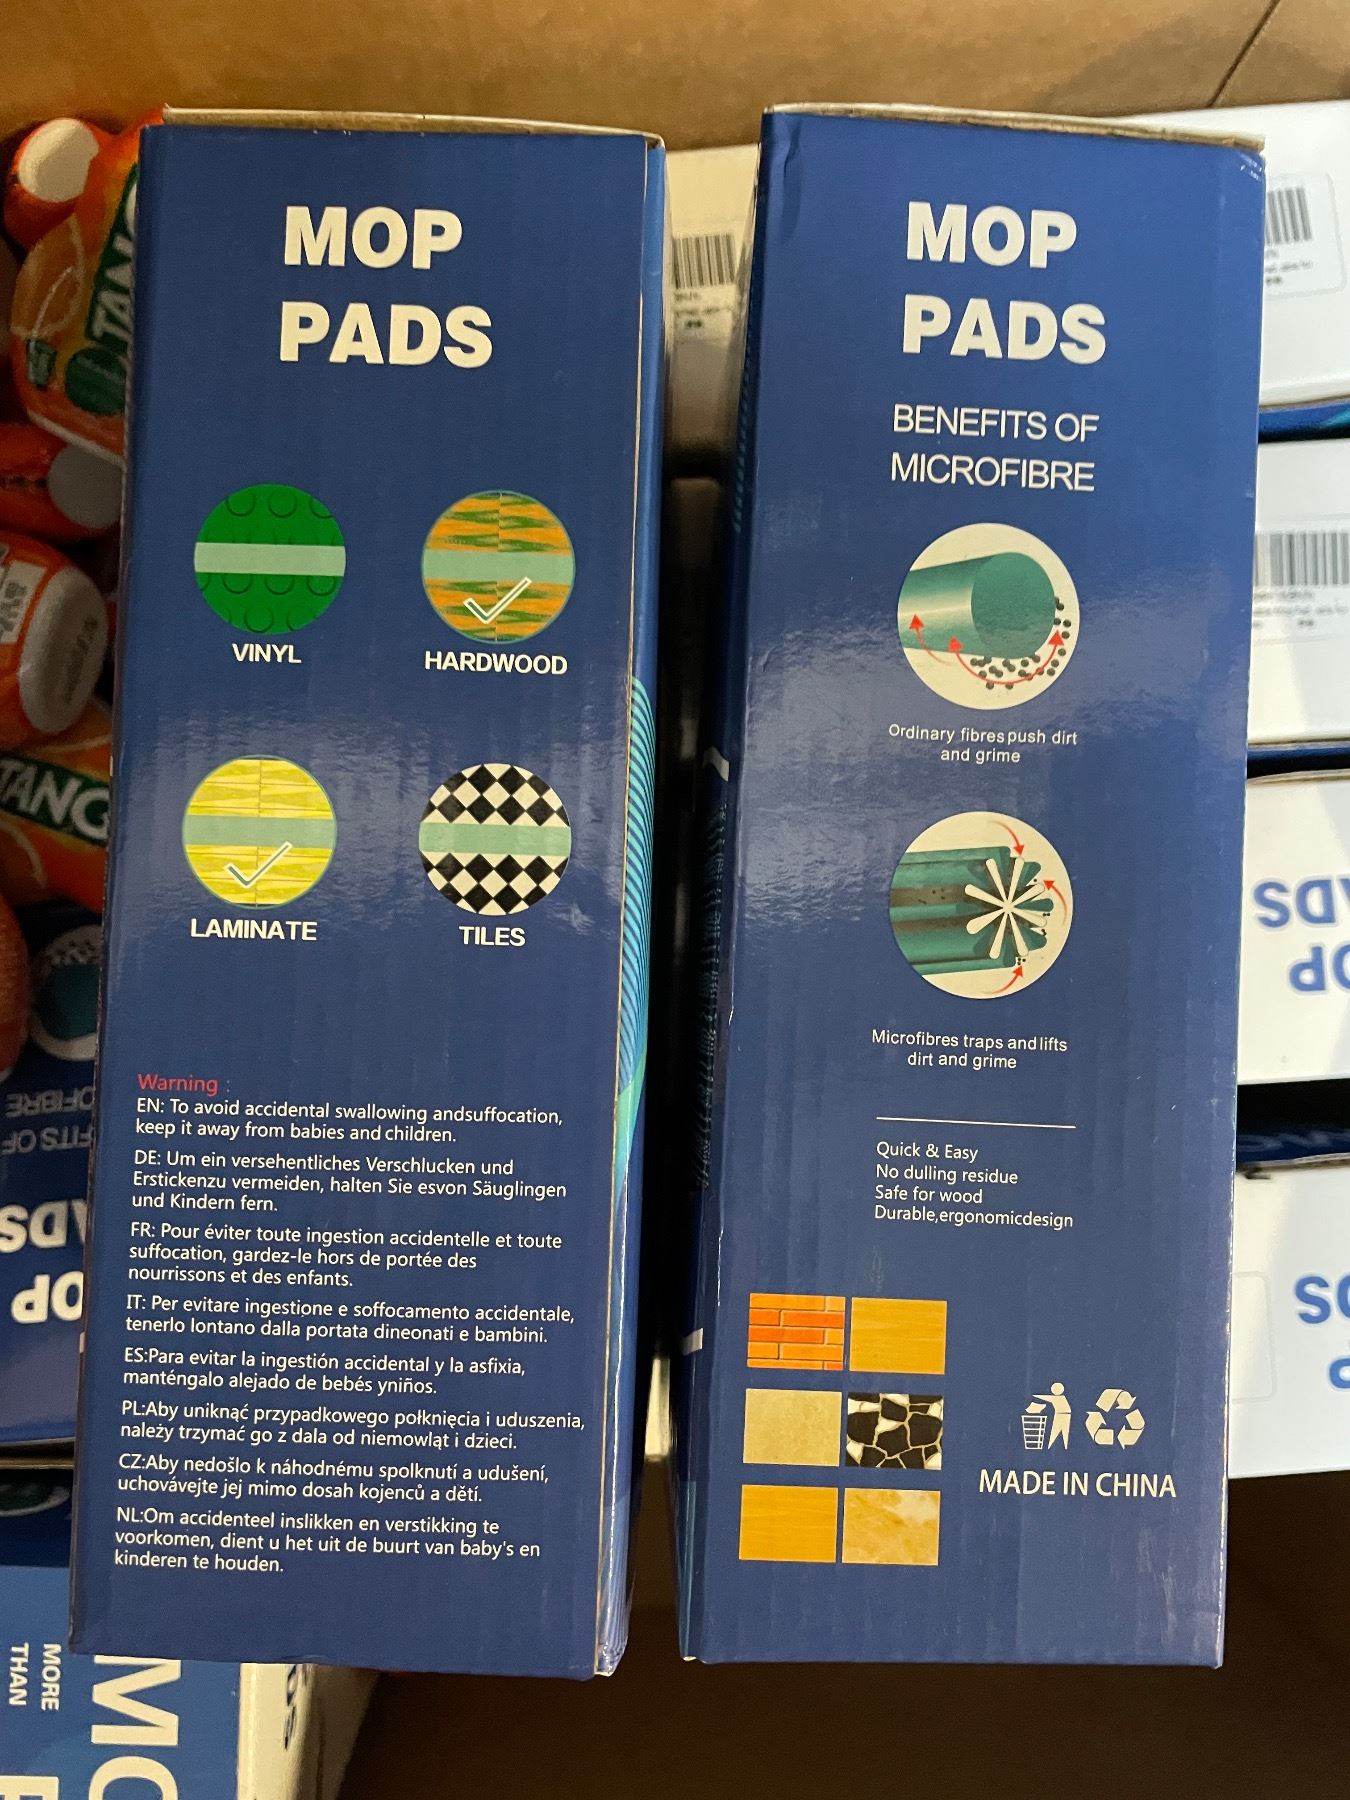 MOP
PADS
VINYL
HARDWOOD
LAMINATE
TILES
Warning :
EN: To avoid accidental swallowing andsuffocation,
keep it away from babies and children.
DE: Um ein versehentliches Verschlucken und
Erstickenzu vermeiden, halten Sie esvon Säuglingen
und Kindern fern.
FR: Pour éviter toute ingestion accidentelle et toute
suffocation, gardez-le hors de portée des
nourrissons et des enfants.
IT: Per evitare ingestione e soffocamento accidentale,
tenerlo lontano dalla portata dineonati e bambini.
ES:Para evitar la ingestión accidental y la asfixia,
manténgalo alejado de bebés yniños.
PL:Aby uniknąć przypadkowego połknięcia i uduszenia,
należy trzymać go z dala od niemowląt i dzieci.
CZ:Aby nedošlo k náhodnému spolknutí a udušení,
uchovávejte jej mimo dosah kojenců a dětí.
NL:Om accidenteel inslikken en verstikking te
voorkomen, dient u het uit de buurt van baby's en
kinderen te houden.
MOP
PADS
BENEFITS OF
MICROFIBRE
Ordinary fibres push dirt
and grime
Microfibres traps and lifts
dirt and grime
Quick & Easy
No dulling residue
Safe for wood
Durable,ergonomicdesign
MADE IN CHINA
TANG
MORE
THAN